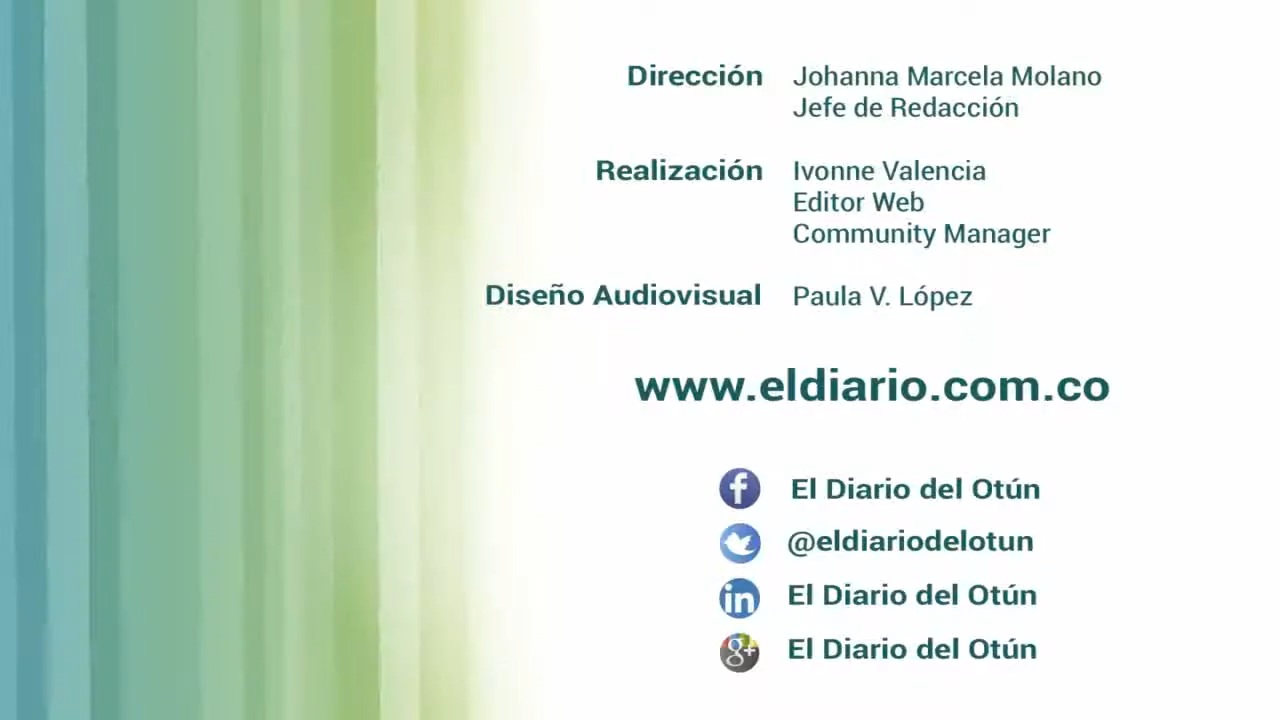 Dirección Johanna Marcela Molano
Jefe de Redacción
Realización Ivonne Valencia
Editor Web
Community Manager
Diseño Audiovisual Paula V. López
www.eldiario.com.co
f El Diario del Otún
@eldiariodelotun
in El Diario del Otún
g+ El Diario del Otún